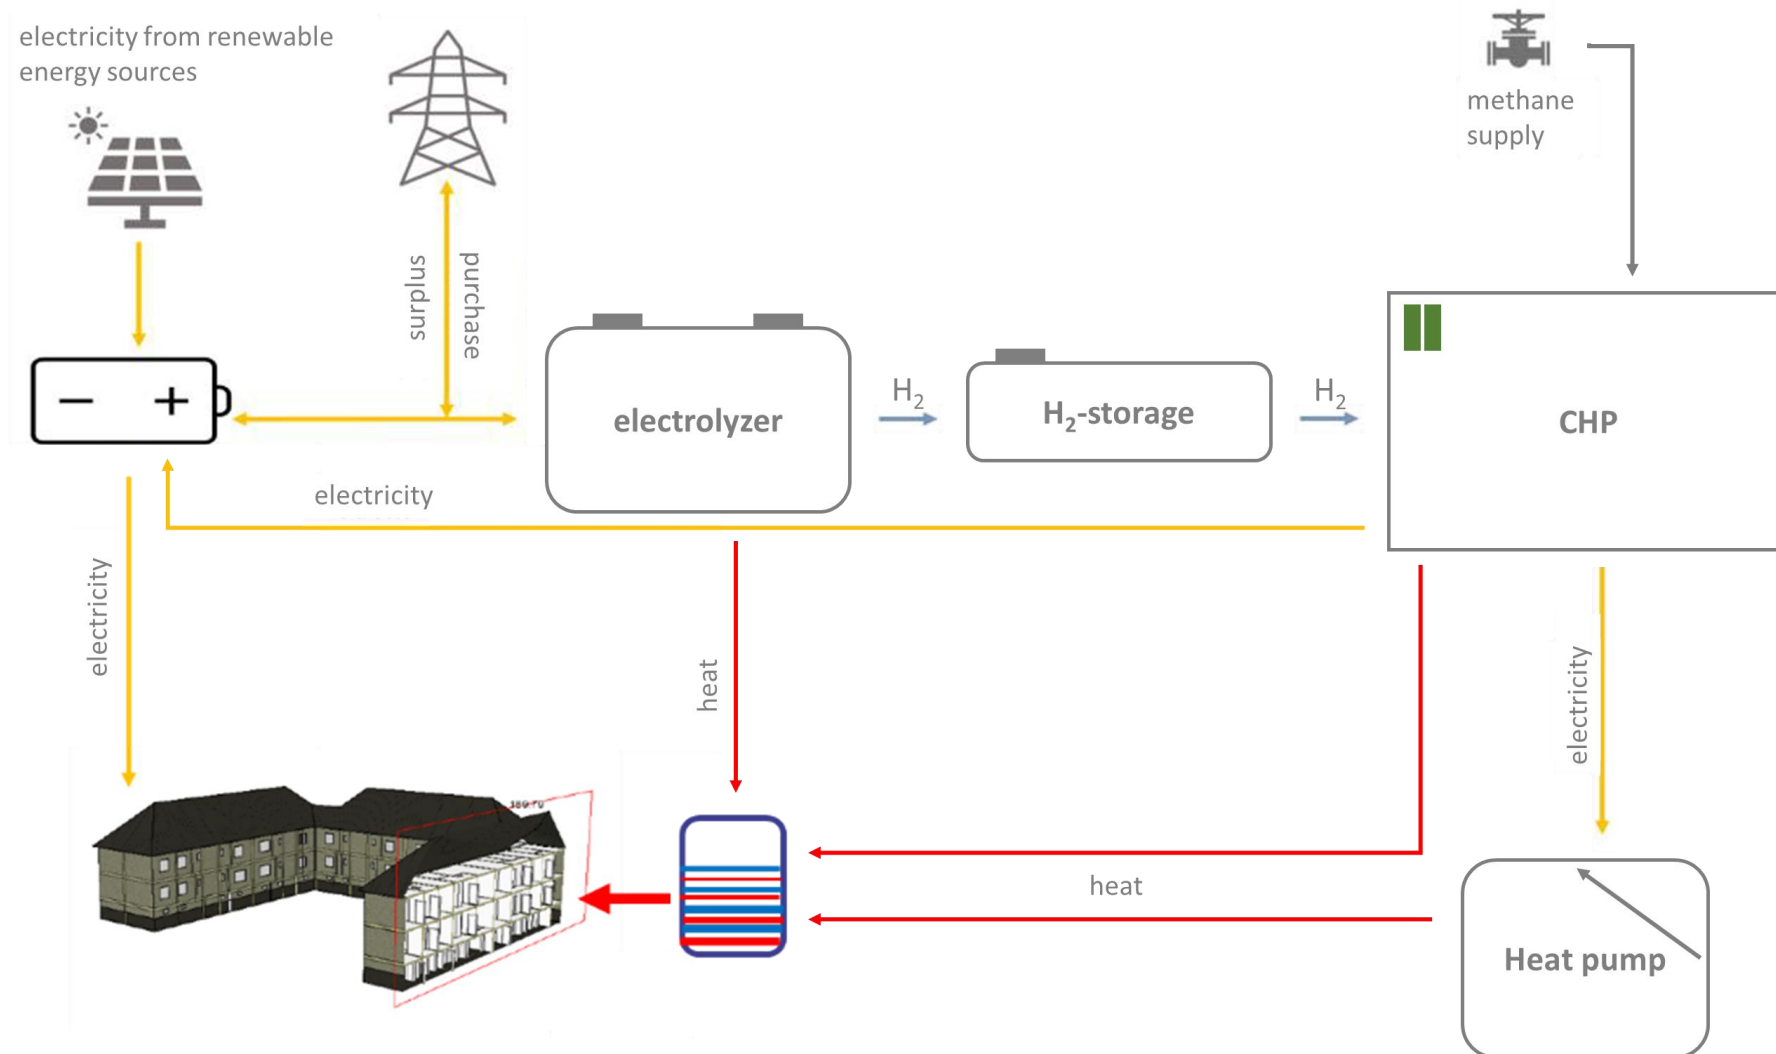 electricity from renewable
energy sources
methane
supply
surplus
purchase
electrolyzer
H₂
H₂-storage
H₂
CHP
electricity
electricity
heat
electricity
heat
Heat pump